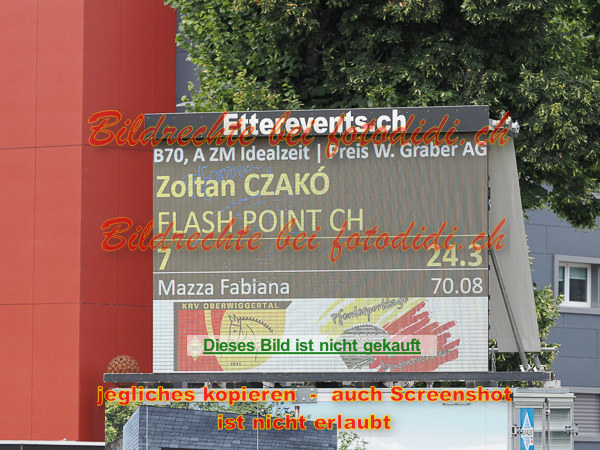 Etterevents.ch
Bildrechte bei fotodidi.ch
B70, A ZM Idealzeit | Preis W. Graber AG
Zoltan CZAKÓ
FLASH POINT CH
Bildrechte bei fotodidi.ch
7 24.3
Mazza Fabiana 70.08
KRV OBERWIGGERTAL
Dieses Bild ist nicht gekauft
jegliches kopieren - auch Screenshot
ist nicht erlaubt